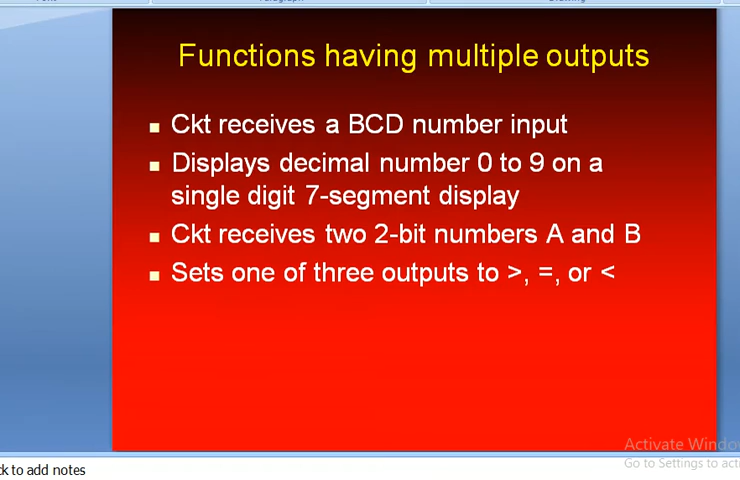 Functions having multiple outputs
Ckt receives a BCD number input
Displays decimal number 0 to 9 on a
single digit 7-segment display
Ckt receives two 2-bit numbers A and B
Sets one of three outputs to >, =, or <
Activate Windo
Go to Settings to acti
ck to add notes